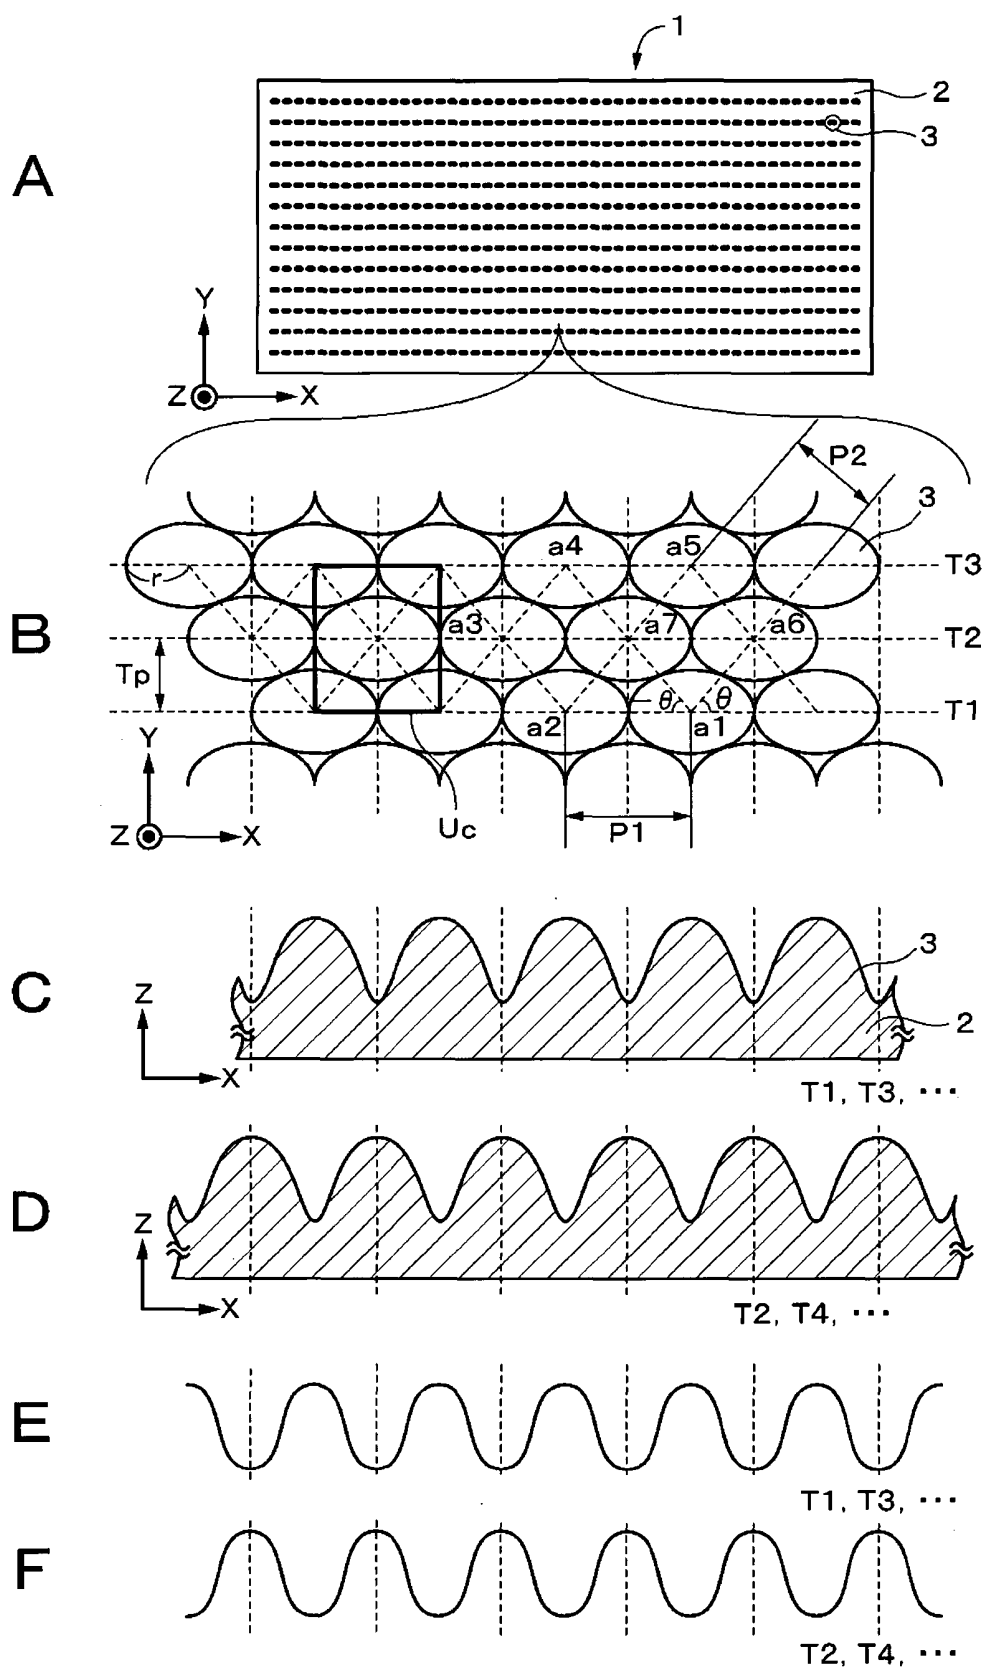 1
2
3
A
Y
Z X
P2
3
a4 a5
T3
r
B
a3 a7 a6
T2
Tp
θ θ
T1
a2 a1
Y
Uc
P1
Z X
C
3
Z
2
X
T1, T3, ···
D
Z
X
T2, T4, ···
E
T1, T3, ···
F
T2, T4, ···